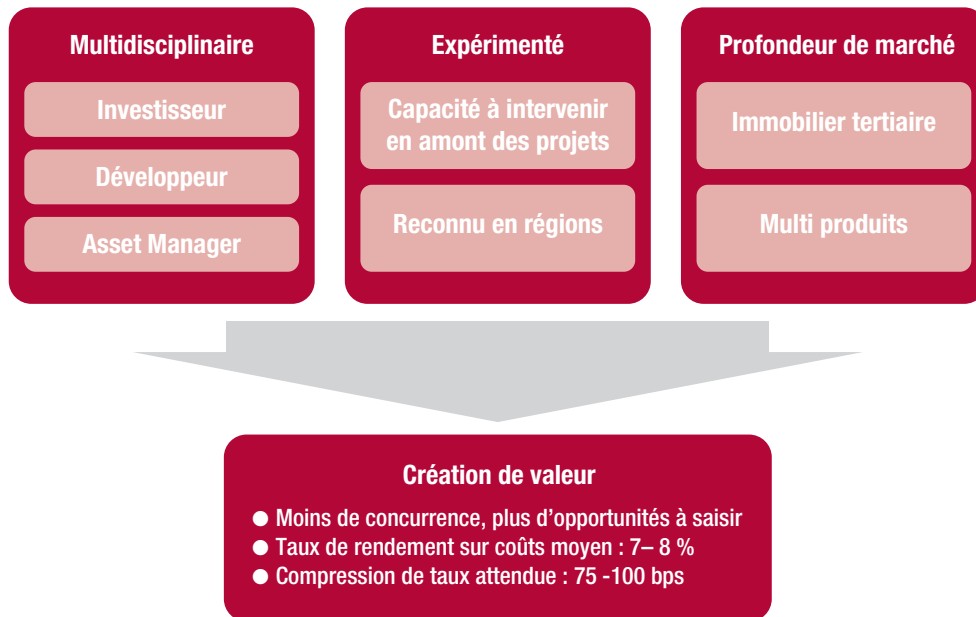 Multidisciplinaire
Investisseur
Développeur
Asset Manager
Expérimenté
Capacité à intervenir
en amont des projets
Reconnu en régions
Profondeur de marché
Immobilier tertiaire
Multi produits
Création de valeur
● Moins de concurrence, plus d’opportunités à saisir
● Taux de rendement sur coûts moyen : 7– 8 %
● Compression de taux attendue : 75 -100 bps